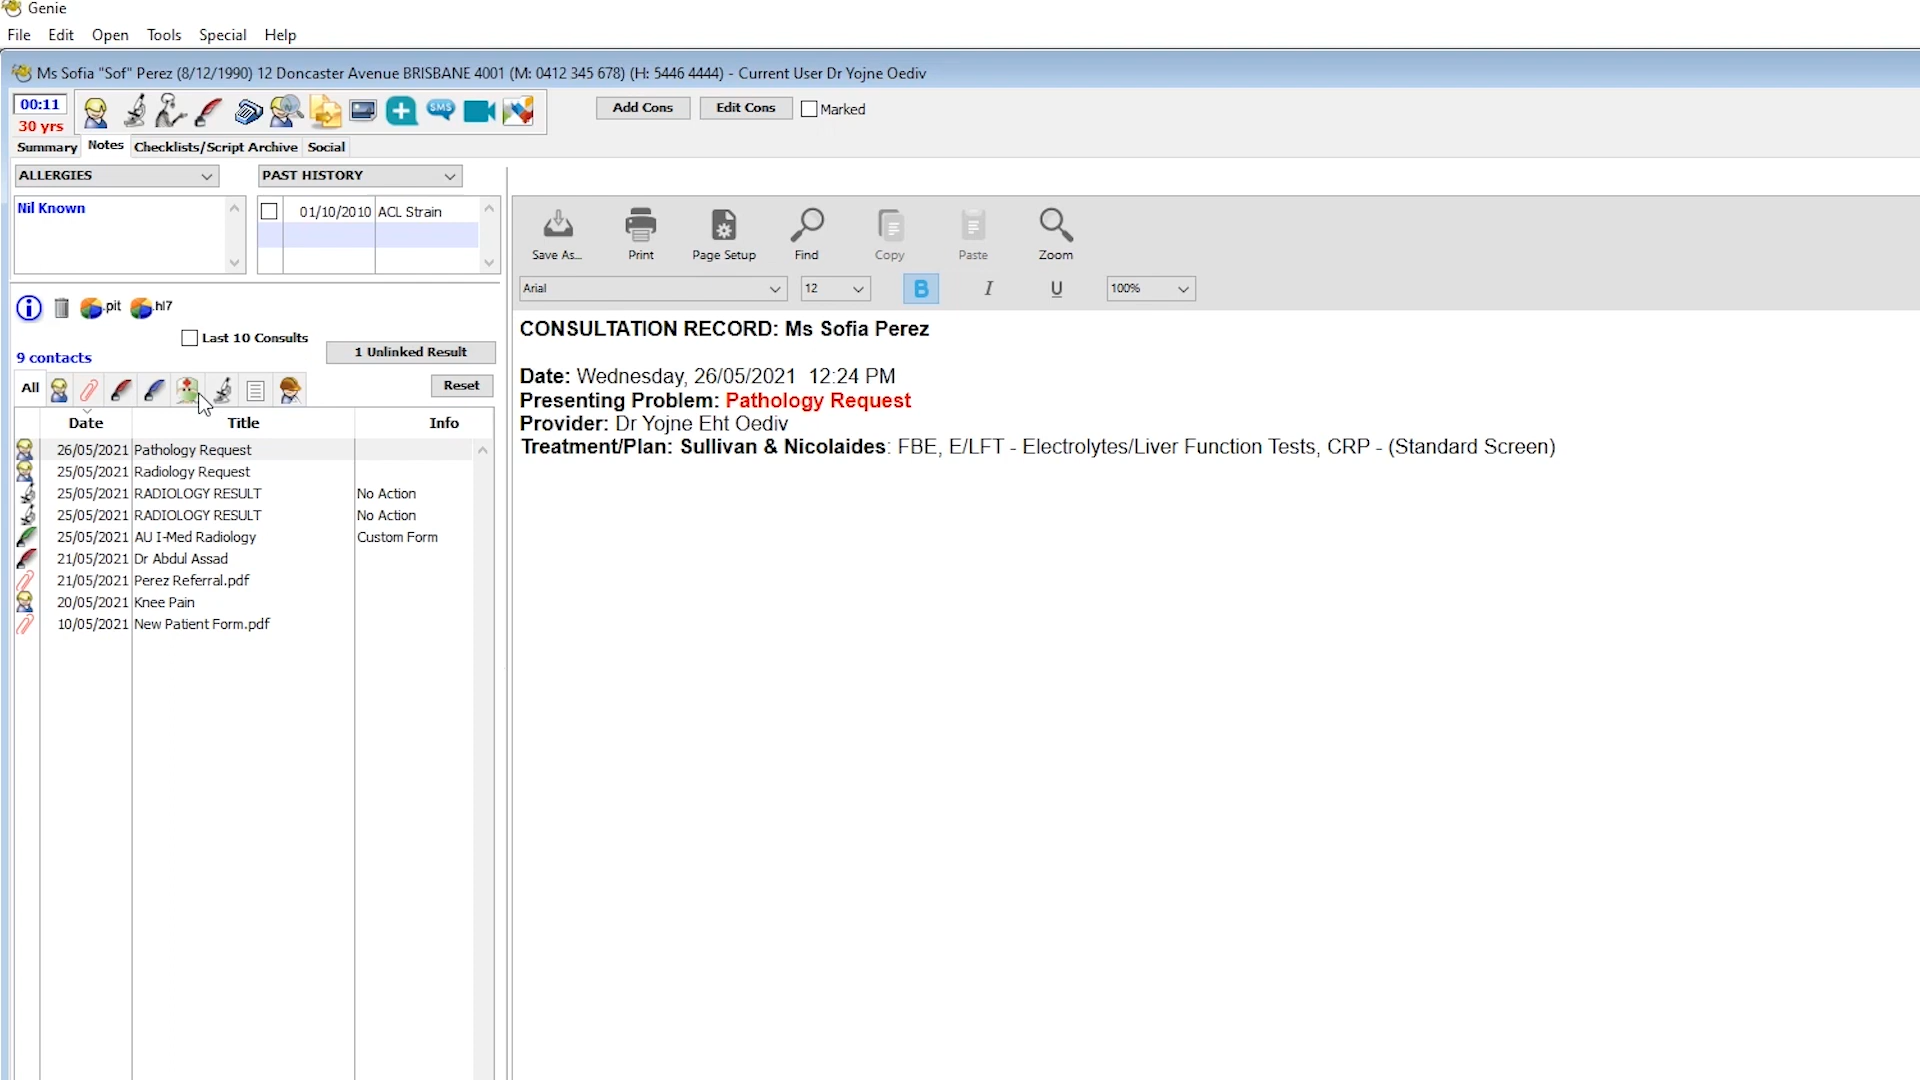 Genie
File Edit Open Tools Special Help
Ms Sofia "Sof" Perez (8/12/1990) 12 Doncaster Avenue BRISBANE 4001 (M: 0412 345 678) (H: 5446 4444) - Current User Dr Yojne Oediv
00:11
30 yrs
SMS
Add Cons Edit Cons Marked
Summary Notes Checklists/Script Archive Social
ALLERGIES PAST HISTORY
Nil Known
01/10/2010 ACL Strain
Save As... Print Page Setup Find Copy Paste Zoom
Arial 12 B I U 100%
.pit .hl7
Last 10 Consults
1 Unlinked Result
9 contacts
All Reset
Date Title Info
26/05/2021 Pathology Request
25/05/2021 Radiology Request
25/05/2021 RADIOLOGY RESULT No Action
25/05/2021 RADIOLOGY RESULT No Action
25/05/2021 AU I-Med Radiology Custom Form
21/05/2021 Dr Abdul Assad
21/05/2021 Perez Referral.pdf
20/05/2021 Knee Pain
10/05/2021 New Patient Form.pdf
CONSULTATION RECORD: Ms Sofia Perez
Date: Wednesday, 26/05/2021 12:24 PM
Presenting Problem: Pathology Request
Provider: Dr Yojne Eht Oediv
Treatment/Plan: Sullivan & Nicolaides: FBE, E/LFT - Electrolytes/Liver Function Tests, CRP - (Standard Screen)